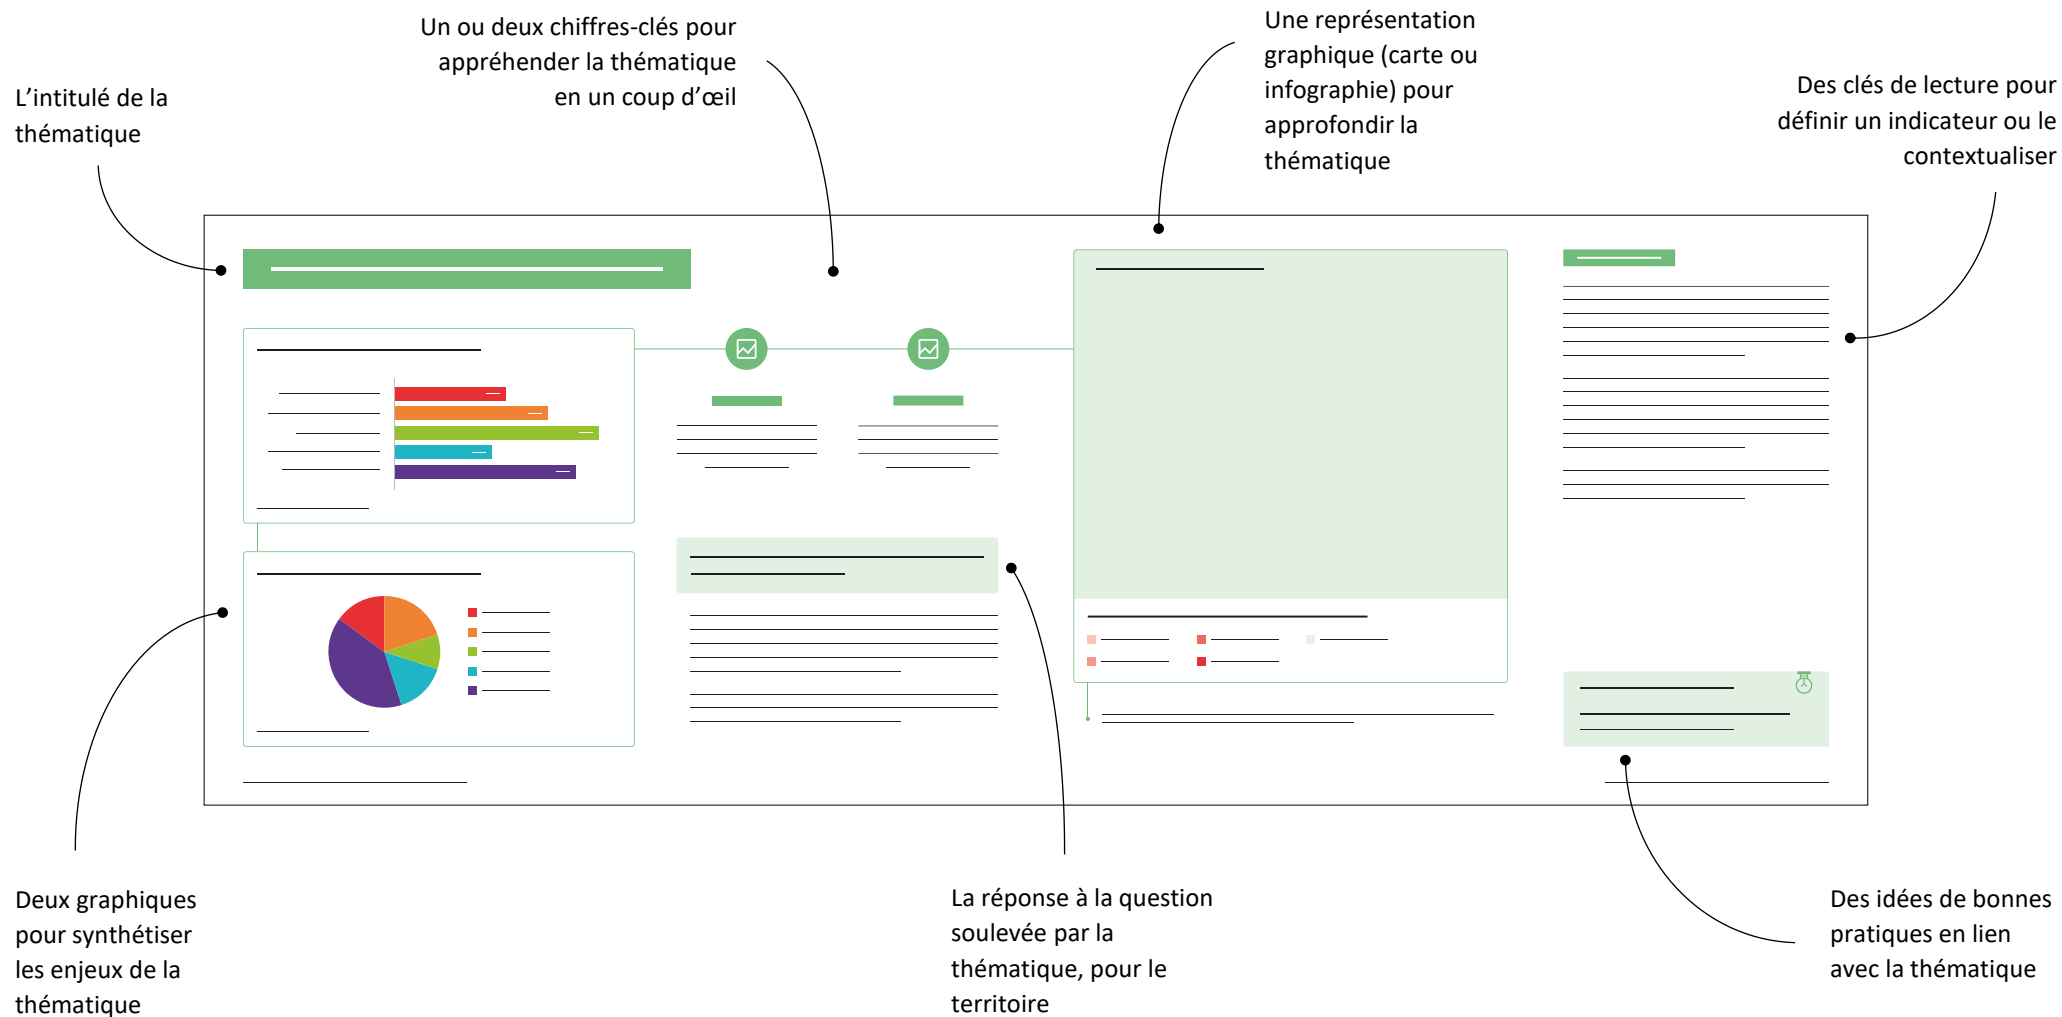 L’intitulé de la
thématique
Un ou deux chiffres-clés pour
appréhender la thématique
en un coup d’œil
Une représentation
graphique (carte ou
infographie) pour
approfondir la
thématique
Des clés de lecture pour
définir un indicateur ou le
contextualiser
Deux graphiques
pour synthétiser
les enjeux de la
thématique
La réponse à la question
soulevée par la
thématique, pour le
territoire
Des idées de bonnes
pratiques en lien
avec la thématique